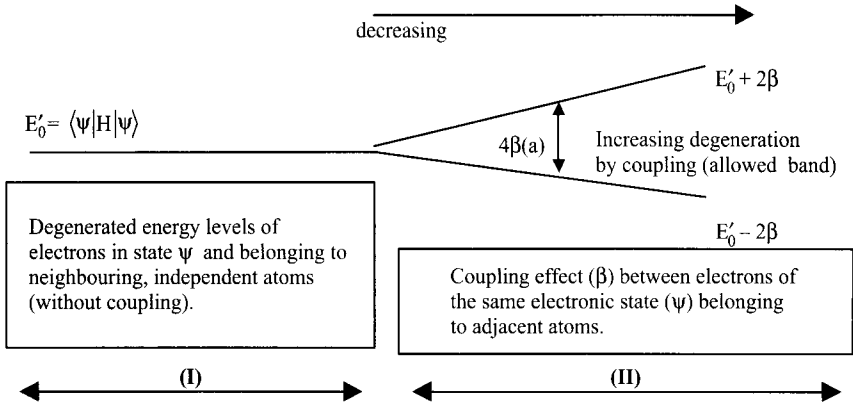 decreasing
E′₀ + 2β
E′₀ = ⟨ψ|H|ψ⟩
4β(a)
Increasing degeneration
by coupling (allowed band)
Degenerated energy levels of
electrons in state ψ and belonging to
neighbouring, independent atoms
(without coupling).
E′₀ – 2β
Coupling effect (β) between electrons of
the same electronic state (ψ) belonging
to adjacent atoms.
(I)
(II)